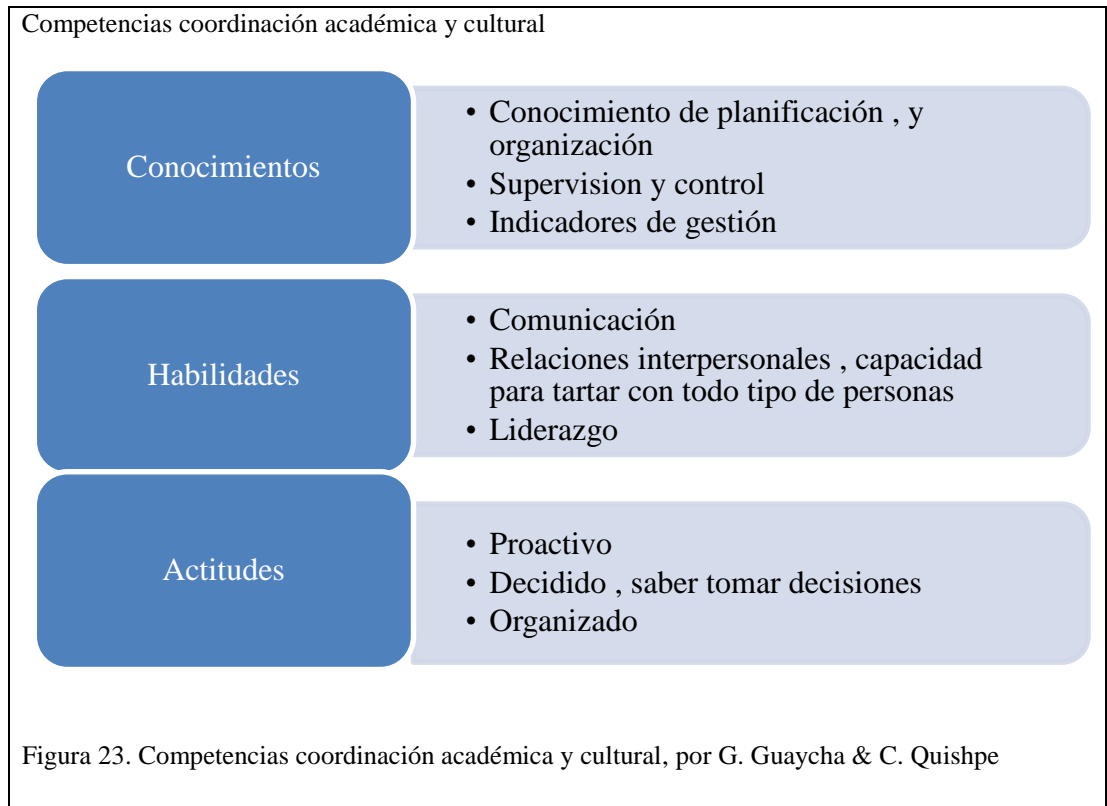 Competencias coordinación académica y cultural
Conocimientos
• Conocimiento de planificación , y
organización
• Supervision y control
• Indicadores de gestión
Habilidades
• Comunicación
• Relaciones interpersonales , capacidad
para tartar con todo tipo de personas
• Liderazgo
Actitudes
• Proactivo
• Decidido , saber tomar decisiones
• Organizado
Figura 23. Competencias coordinación académica y cultural, por G. Guaycha & C. Quishpe